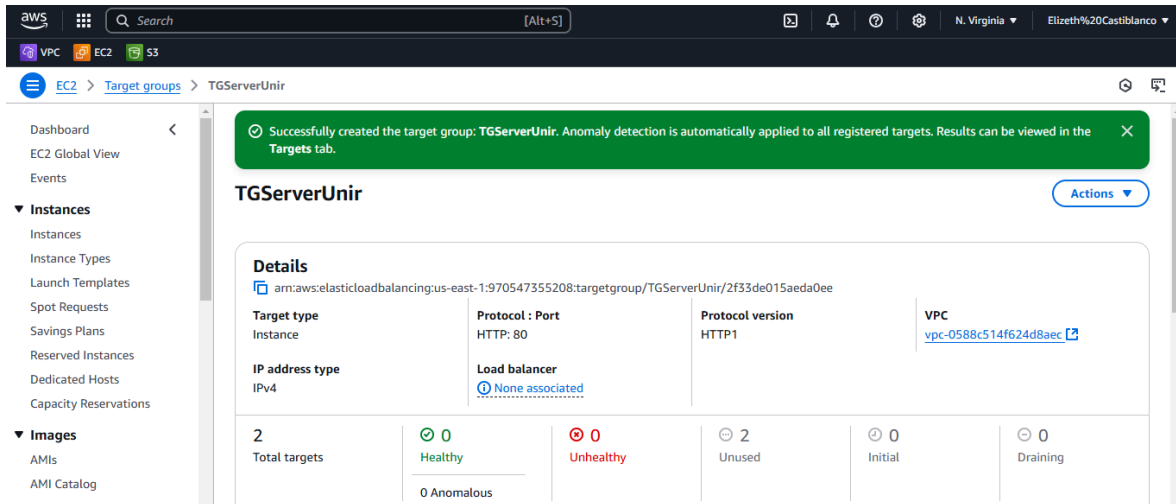 aws
Search [Alt+S] N. Virginia Elizeth%20Castiblanco
VPC EC2 S3
EC2 > Target groups > TGServerUnir
Dashboard
EC2 Global View
Events
Instances
Instances
Instance Types
Launch Templates
Spot Requests
Savings Plans
Reserved Instances
Dedicated Hosts
Capacity Reservations
Images
AMIs
AMI Catalog
Successfully created the target group: TGServerUnir. Anomaly detection is automatically applied to all registered targets. Results can be viewed in the
Targets tab.
TGServerUnir
Actions
Details
arn:aws:elasticloadbalancing:us-east-1:970547355208:targetgroup/TGServerUnir/2f33de015aeda0ee
Target type
Instance
Protocol : Port
HTTP: 80
Protocol version
HTTP1
VPC
vpc-0588c514f624d8aec
IP address type
IPv4
Load balancer
None associated
2
Total targets
0
Healthy
0 Anomalous
0
Unhealthy
2
Unused
0
Initial
0
Draining